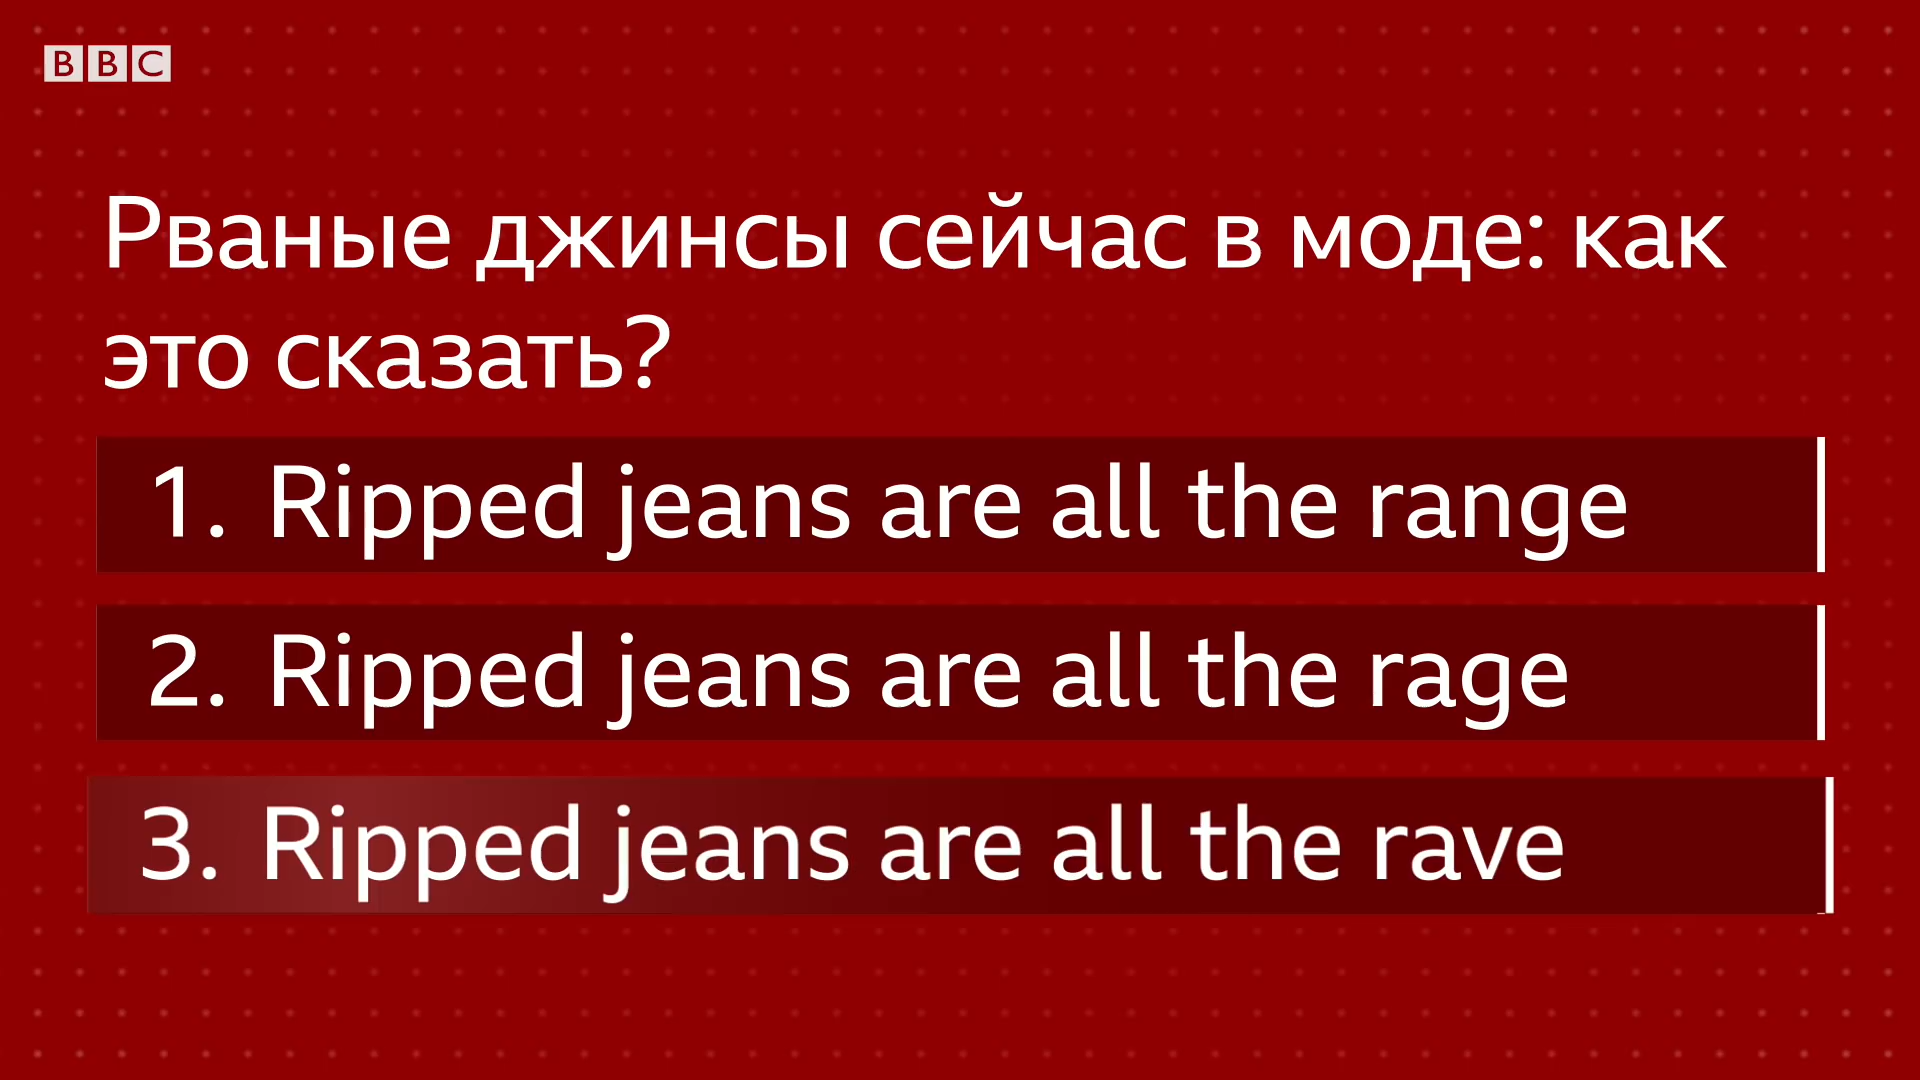 BBC
Рваные джинсы сейчас в моде: как
это сказать?
1. Ripped jeans are all the range
2. Ripped jeans are all the rage
3. Ripped jeans are all the rave